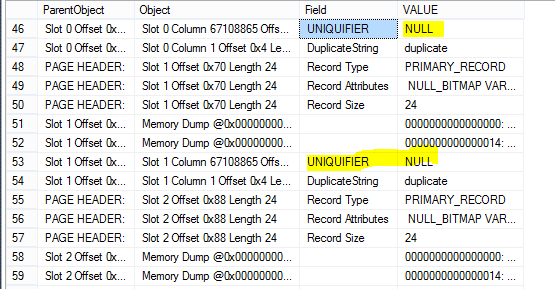 ParentObject Object Field VALUE
46 Slot 0 Offset 0x... Slot 0 Column 67108865 Offs... UNIQUIFIER NULL
47 Slot 0 Offset 0x... Slot 0 Column 1 Offset 0x4 Le... DuplicateString duplicate
48 PAGE HEADER: Slot 1 Offset 0x70 Length 24 Record Type PRIMARY_RECORD
49 PAGE HEADER: Slot 1 Offset 0x70 Length 24 Record Attributes NULL_BITMAP VAR...
50 PAGE HEADER: Slot 1 Offset 0x70 Length 24 Record Size 24
51 Slot 1 Offset 0x... Memory Dump @0x00000000... 0000000000000000: ...
52 Slot 1 Offset 0x... Memory Dump @0x00000000... 0000000000000014: ...
53 Slot 1 Offset 0x... Slot 1 Column 67108865 Offs... UNIQUIFIER NULL
54 Slot 1 Offset 0x... Slot 1 Column 1 Offset 0x4 Le... DuplicateString duplicate
55 PAGE HEADER: Slot 2 Offset 0x88 Length 24 Record Type PRIMARY_RECORD
56 PAGE HEADER: Slot 2 Offset 0x88 Length 24 Record Attributes NULL_BITMAP VAR...
57 PAGE HEADER: Slot 2 Offset 0x88 Length 24 Record Size 24
58 Slot 2 Offset 0x... Memory Dump @0x00000000... 0000000000000000: ...
59 Slot 2 Offset 0x... Memory Dump @0x00000000... 0000000000000014: ...